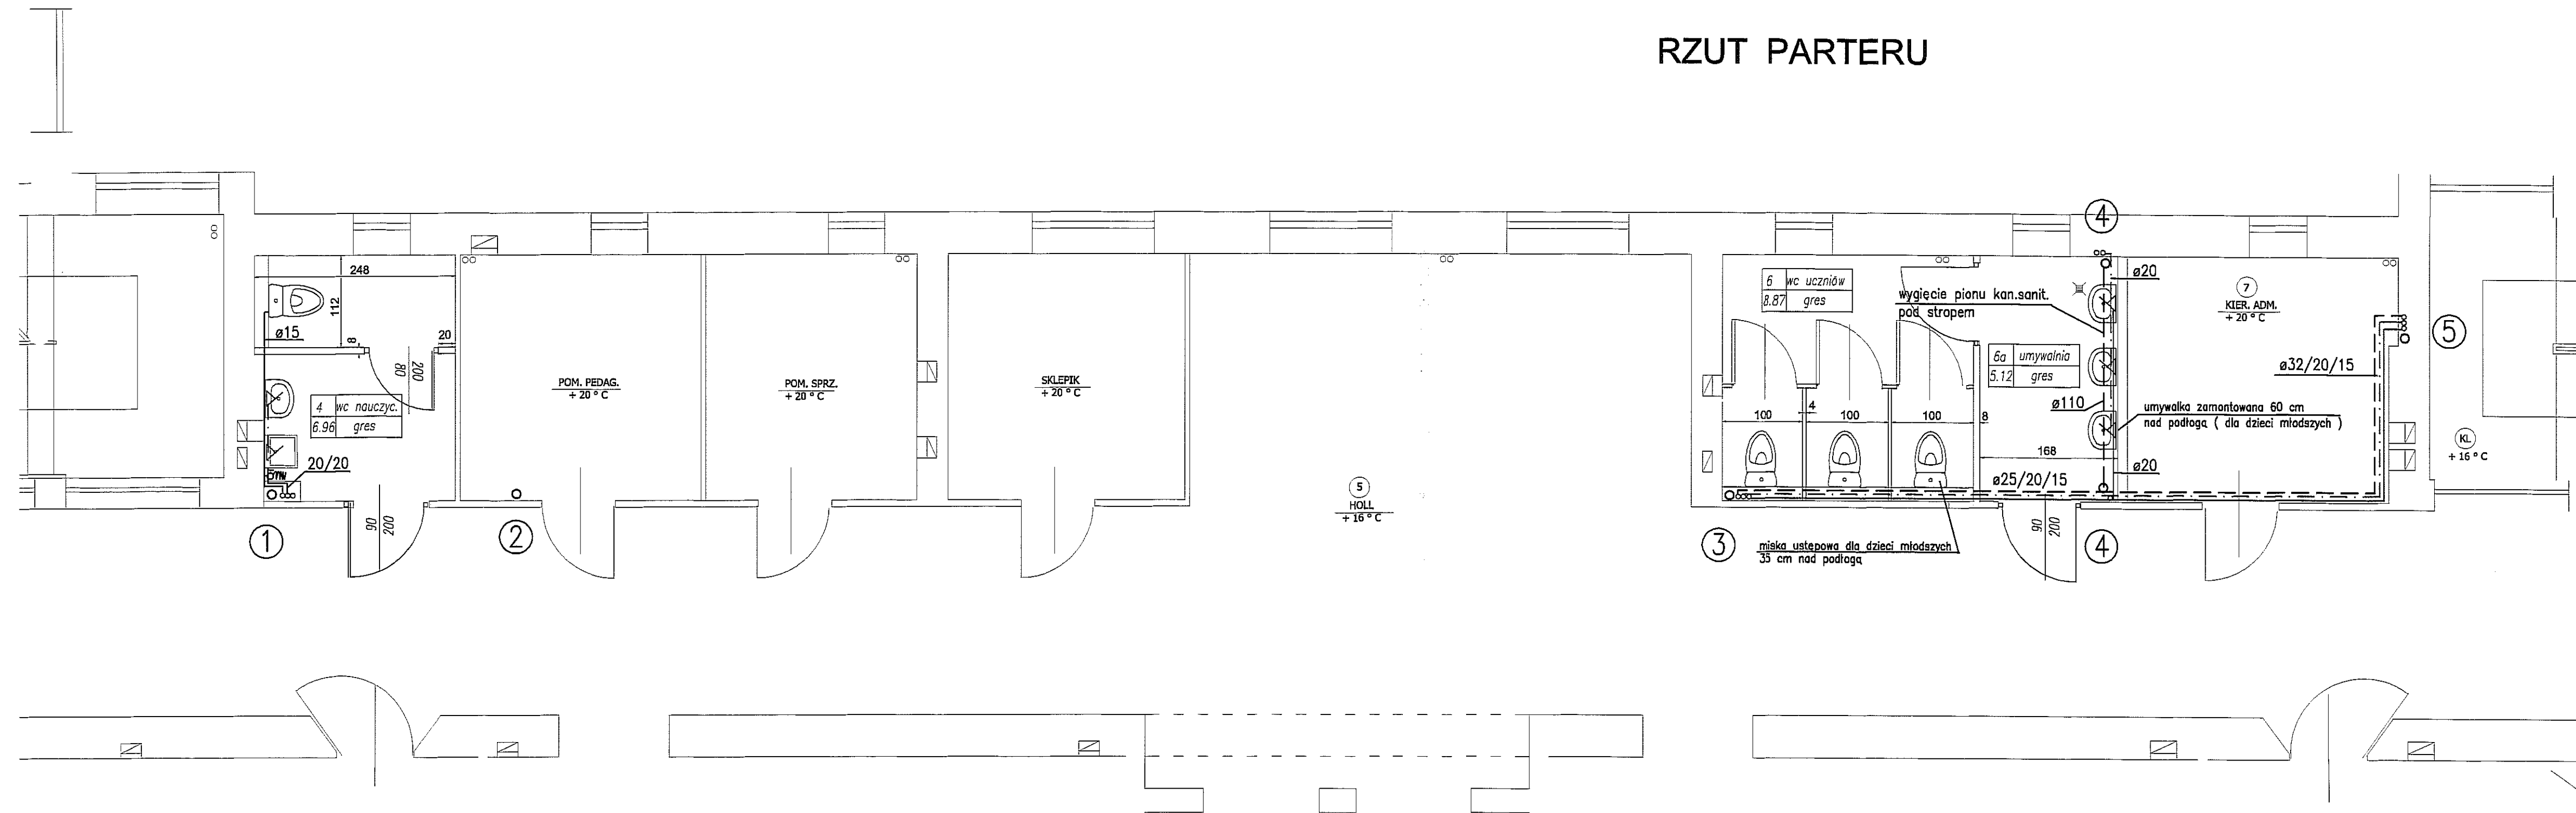 RZUT PARTERU
248
112
ø15
8
20
80
200
4 wc nauczyc.
6.96 gres
20/20
90
200
1
2
POM. PEDAG.
+ 20 ° C
POM. SPRZ.
+ 20 ° C
SKLEPIK
+ 20 ° C
5
HOLL
+ 16 ° C
6 wc uczniów
8.87 gres
wygięcie pionu kan.sanit.
pod stropem
100
4
100
100
8
6a umywalnia
5.12 gres
ø110
168
ø25/20/15
ø20
ø20
4
3
miska ustępowa dla dzieci młodszych
35 cm nad podłogą
90
200
4
7
KIER. ADM.
+ 20 ° C
ø32/20/15
umywalka zamontowana 60 cm
nad podłogą ( dla dzieci młodszych )
5
KL
+ 16 ° C